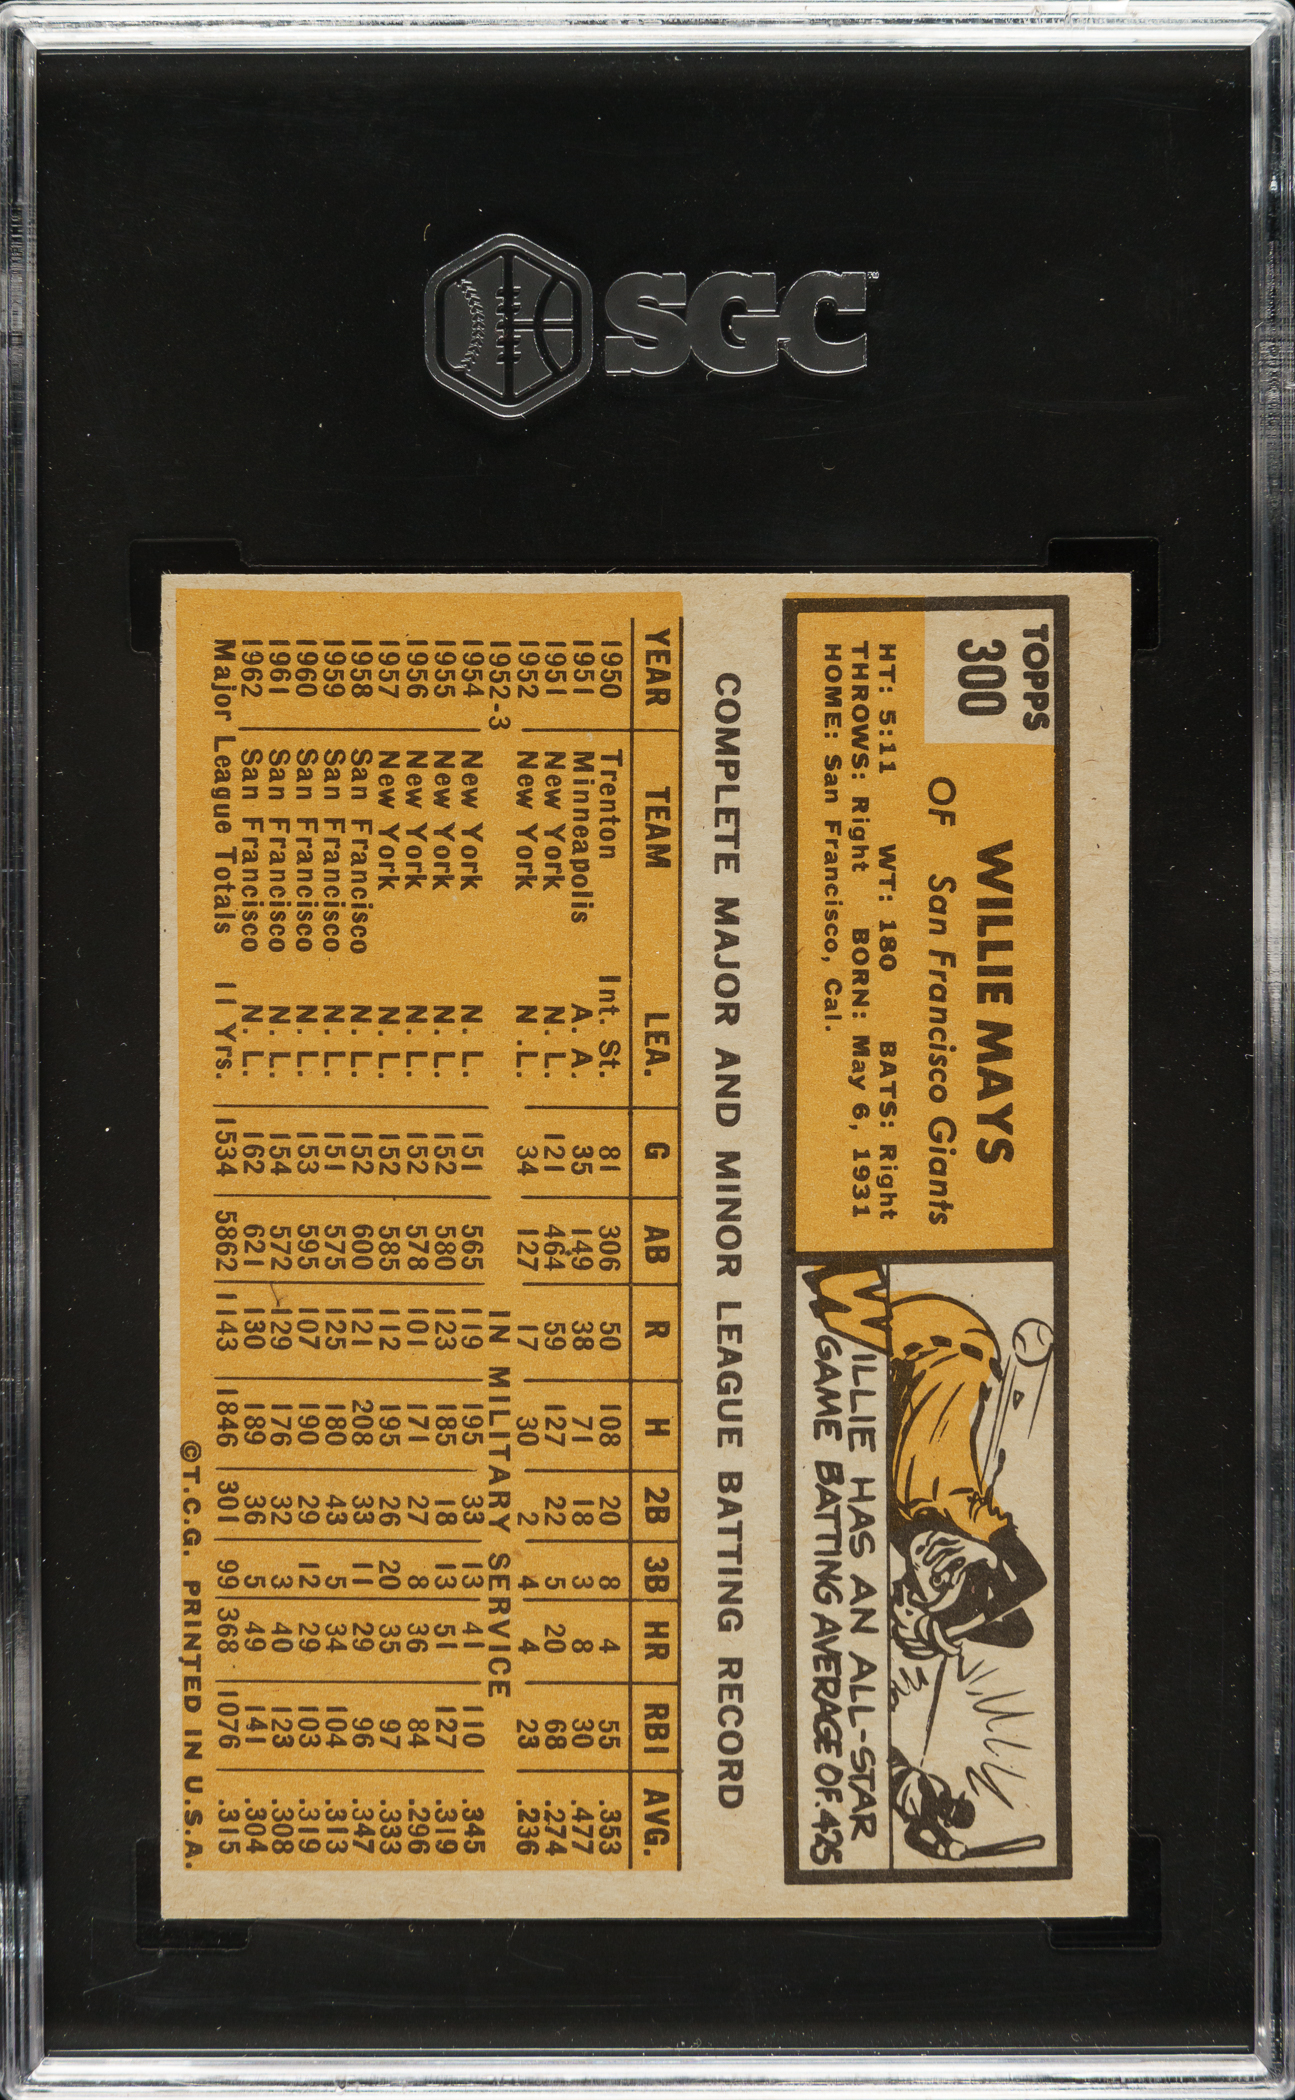 SGC
TOPPS
300
WILLIE MAYS
OF San Francisco Giants
HT: 5:11 WT: 180 BATS: Right
THROWS: Right BORN: May 6, 1931
HOME: San Francisco, Cal.
WILLIE HAS AN ALL-STAR
GAME BATTING AVERAGE OF .425
COMPLETE MAJOR AND MINOR LEAGUE BATTING RECORD
YEAR TEAM LEA. G AB R H 2B 3B HR RBI AVG.
1950 Trenton Int. St. 81 306 50 108 20 8 4 55 .353
1951 Minneapolis A. A. 35 149 38 71 18 3 8 30 .477
1951 New York N. L. 121 464 59 127 22 5 20 68 .274
1952 New York N .L. 34 127 17 30 2 4 4 23 .236
1952-3 IN MILITARY SERVICE
1954 New York N. L. 151 565 119 195 33 13 41 110 .345
1955 New York N. L. 152 580 123 185 18 13 51 127 .319
1956 New York N. L. 152 578 101 171 27 8 36 84 .296
1957 New York N. L. 152 585 112 195 26 20 35 97 .333
1958 San Francisco N. L. 152 600 121 208 33 11 29 96 .347
1959 San Francisco N. L. 151 575 125 180 43 5 34 104 .313
1960 San Francisco N. L. 153 595 107 190 29 12 29 103 .319
1961 San Francisco N. L. 154 572 129 176 32 3 40 123 .308
1962 San Francisco N. L. 162 621 130 189 36 5 49 141 .304
Major League Totals 11 Yrs. 1534 5862 1143 1846 301 99 368 1076 .315
©T.C.G. PRINTED IN U.S.A.